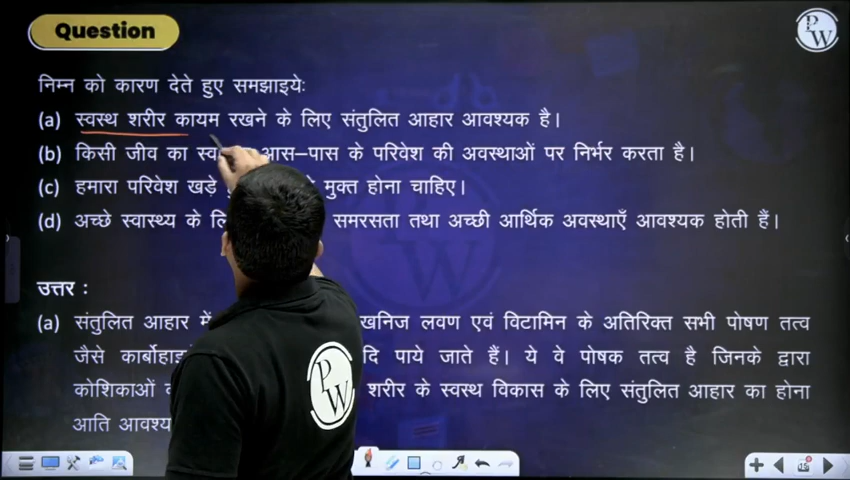 Question
PW
निम्न को कारण देते हुए समझाइयेः
(a) स्वस्थ शरीर कायम रखने के लिए संतुलित आहार आवश्यक है।
(b) किसी जीव का आस–पास के परिवेश की अवस्थाओं पर निर्भर करता है।
(c) हमारा परिवेश खड़े मुक्त होना चाहिए।
(d) अच्छे स्वास्थ्य के समरसता तथा अच्छी आर्थिक अवस्थाएँ आवश्यक होती हैं।
उत्तर :
(a) संतुलित आहार में खनिज लवण एवं विटामिन के अतिरिक्त सभी पोषण तत्व
जैसे पाये जाते हैं। ये वे पोषक तत्व है जिनके द्वारा
कोशिकाओं शरीर के स्वस्थ विकास के लिए संतुलित आहार का होना
आति
PW